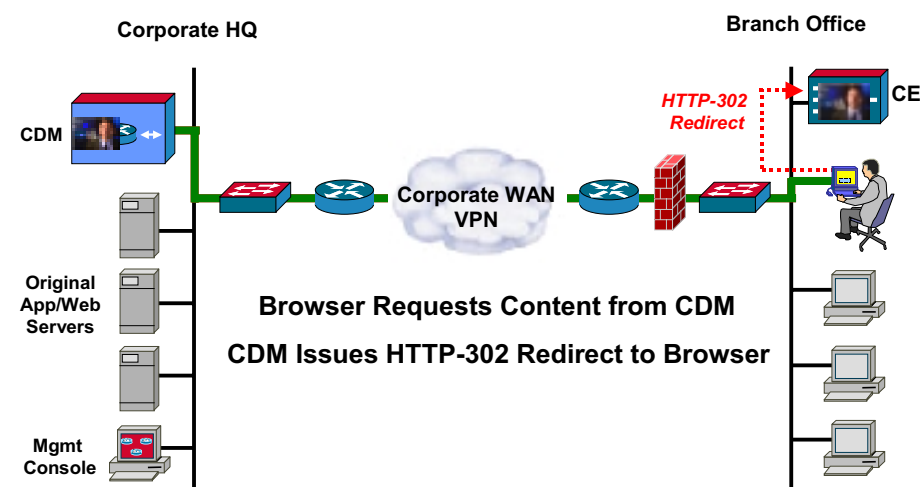 Corporate HQ
Branch Office
CDM
HTTP-302
Redirect
CE
Corporate WAN
VPN
Original
App/Web
Servers
Browser Requests Content from CDM
CDM Issues HTTP-302 Redirect to Browser
Mgmt
Console